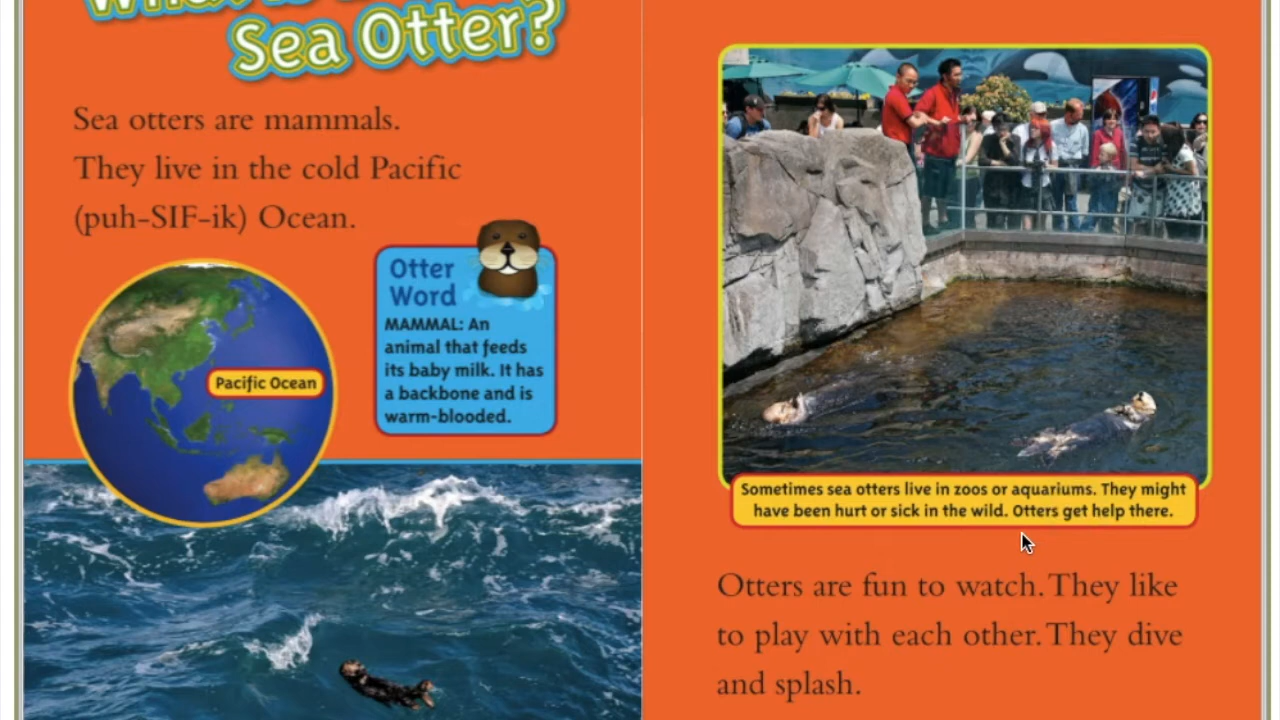 Sea Otter?
Sea otters are mammals.
They live in the cold Pacific
(puh-SIF-ik) Ocean.
Otter
Word
MAMMAL: An
animal that feeds
its baby milk. It has
a backbone and is
warm-blooded.
Pacific Ocean
Sometimes sea otters live in zoos or aquariums. They might
have been hurt or sick in the wild. Otters get help there.
Otters are fun to watch. They like
to play with each other. They dive
and splash.